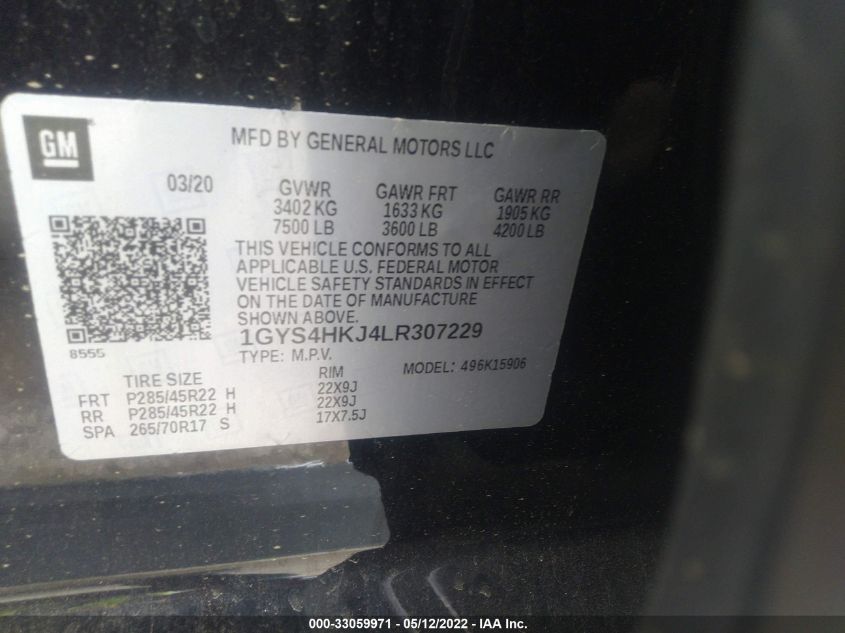 GM
MFD BY GENERAL MOTORS LLC
03/20 GVWR GAWR FRT GAWR RR
3402 KG 1633 KG 1905 KG
7500 LB 3600 LB 4200 LB
THIS VEHICLE CONFORMS TO ALL
APPLICABLE U.S. FEDERAL MOTOR
VEHICLE SAFETY STANDARDS IN EFFECT
ON THE DATE OF MANUFACTURE
SHOWN ABOVE.
1GYS4HKJ4LR307229
8555
TYPE: M.P.V. MODEL: 496K15906
TIRE SIZE RIM
FRT P285/45R22 H 22X9J
RR P285/45R22 H 22X9J
SPA 265/70R17 S 17X7.5J
000-33059971 - 05/12/2022 - IAA Inc.